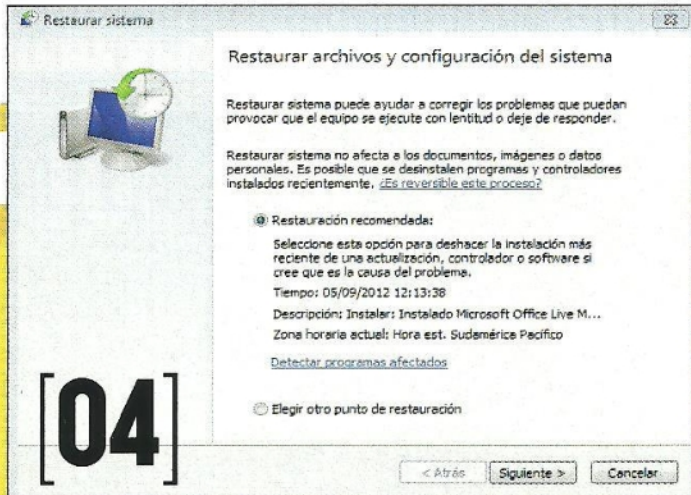 Restaurar sistema
Restaurar archivos y configuración del sistema
Restaurar sistema puede ayudar a corregir los problemas que puedan
provocar que el equipo se ejecute con lentitud o deje de responder.
Restaurar sistema no afecta a los documentos, imágenes o datos
personales. Es posible que se desinstalen programas y controladores
instalados recientemente. ¿Es reversible este proceso?
Restauración recomendada:
Seleccione esta opción para deshacer la instalación más
reciente de una actualización, controlador o software si
cree que es la causa del problema.
Tiempo: 05/09/2012 12:13:38
Descripción: Instalar: Instalado Microsoft Office Live M...
Zona horaria actual: Hora est. Sudamérica Pacífico
Detectar programas afectados
Elegir otro punto de restauración
[04]
< Atrás Siguiente > Cancelar